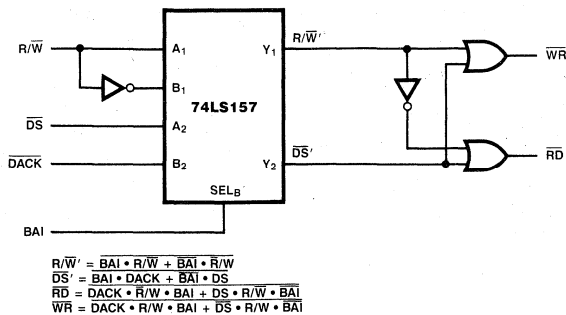 R/W
A₁
Y₁
R/W'
WR
B₁
74LS157
DS
A₂
DACK
B₂
Y₂
DS'
RD
SEL_B
BAI
R/W' = BAI • R/W + BAI • R/W
DS' = BAI • DACK + BAI • DS
RD = DACK • R/W • BAI + DS • R/W • BAI
WR = DACK • R/W • BAI + DS • R/W • BAI